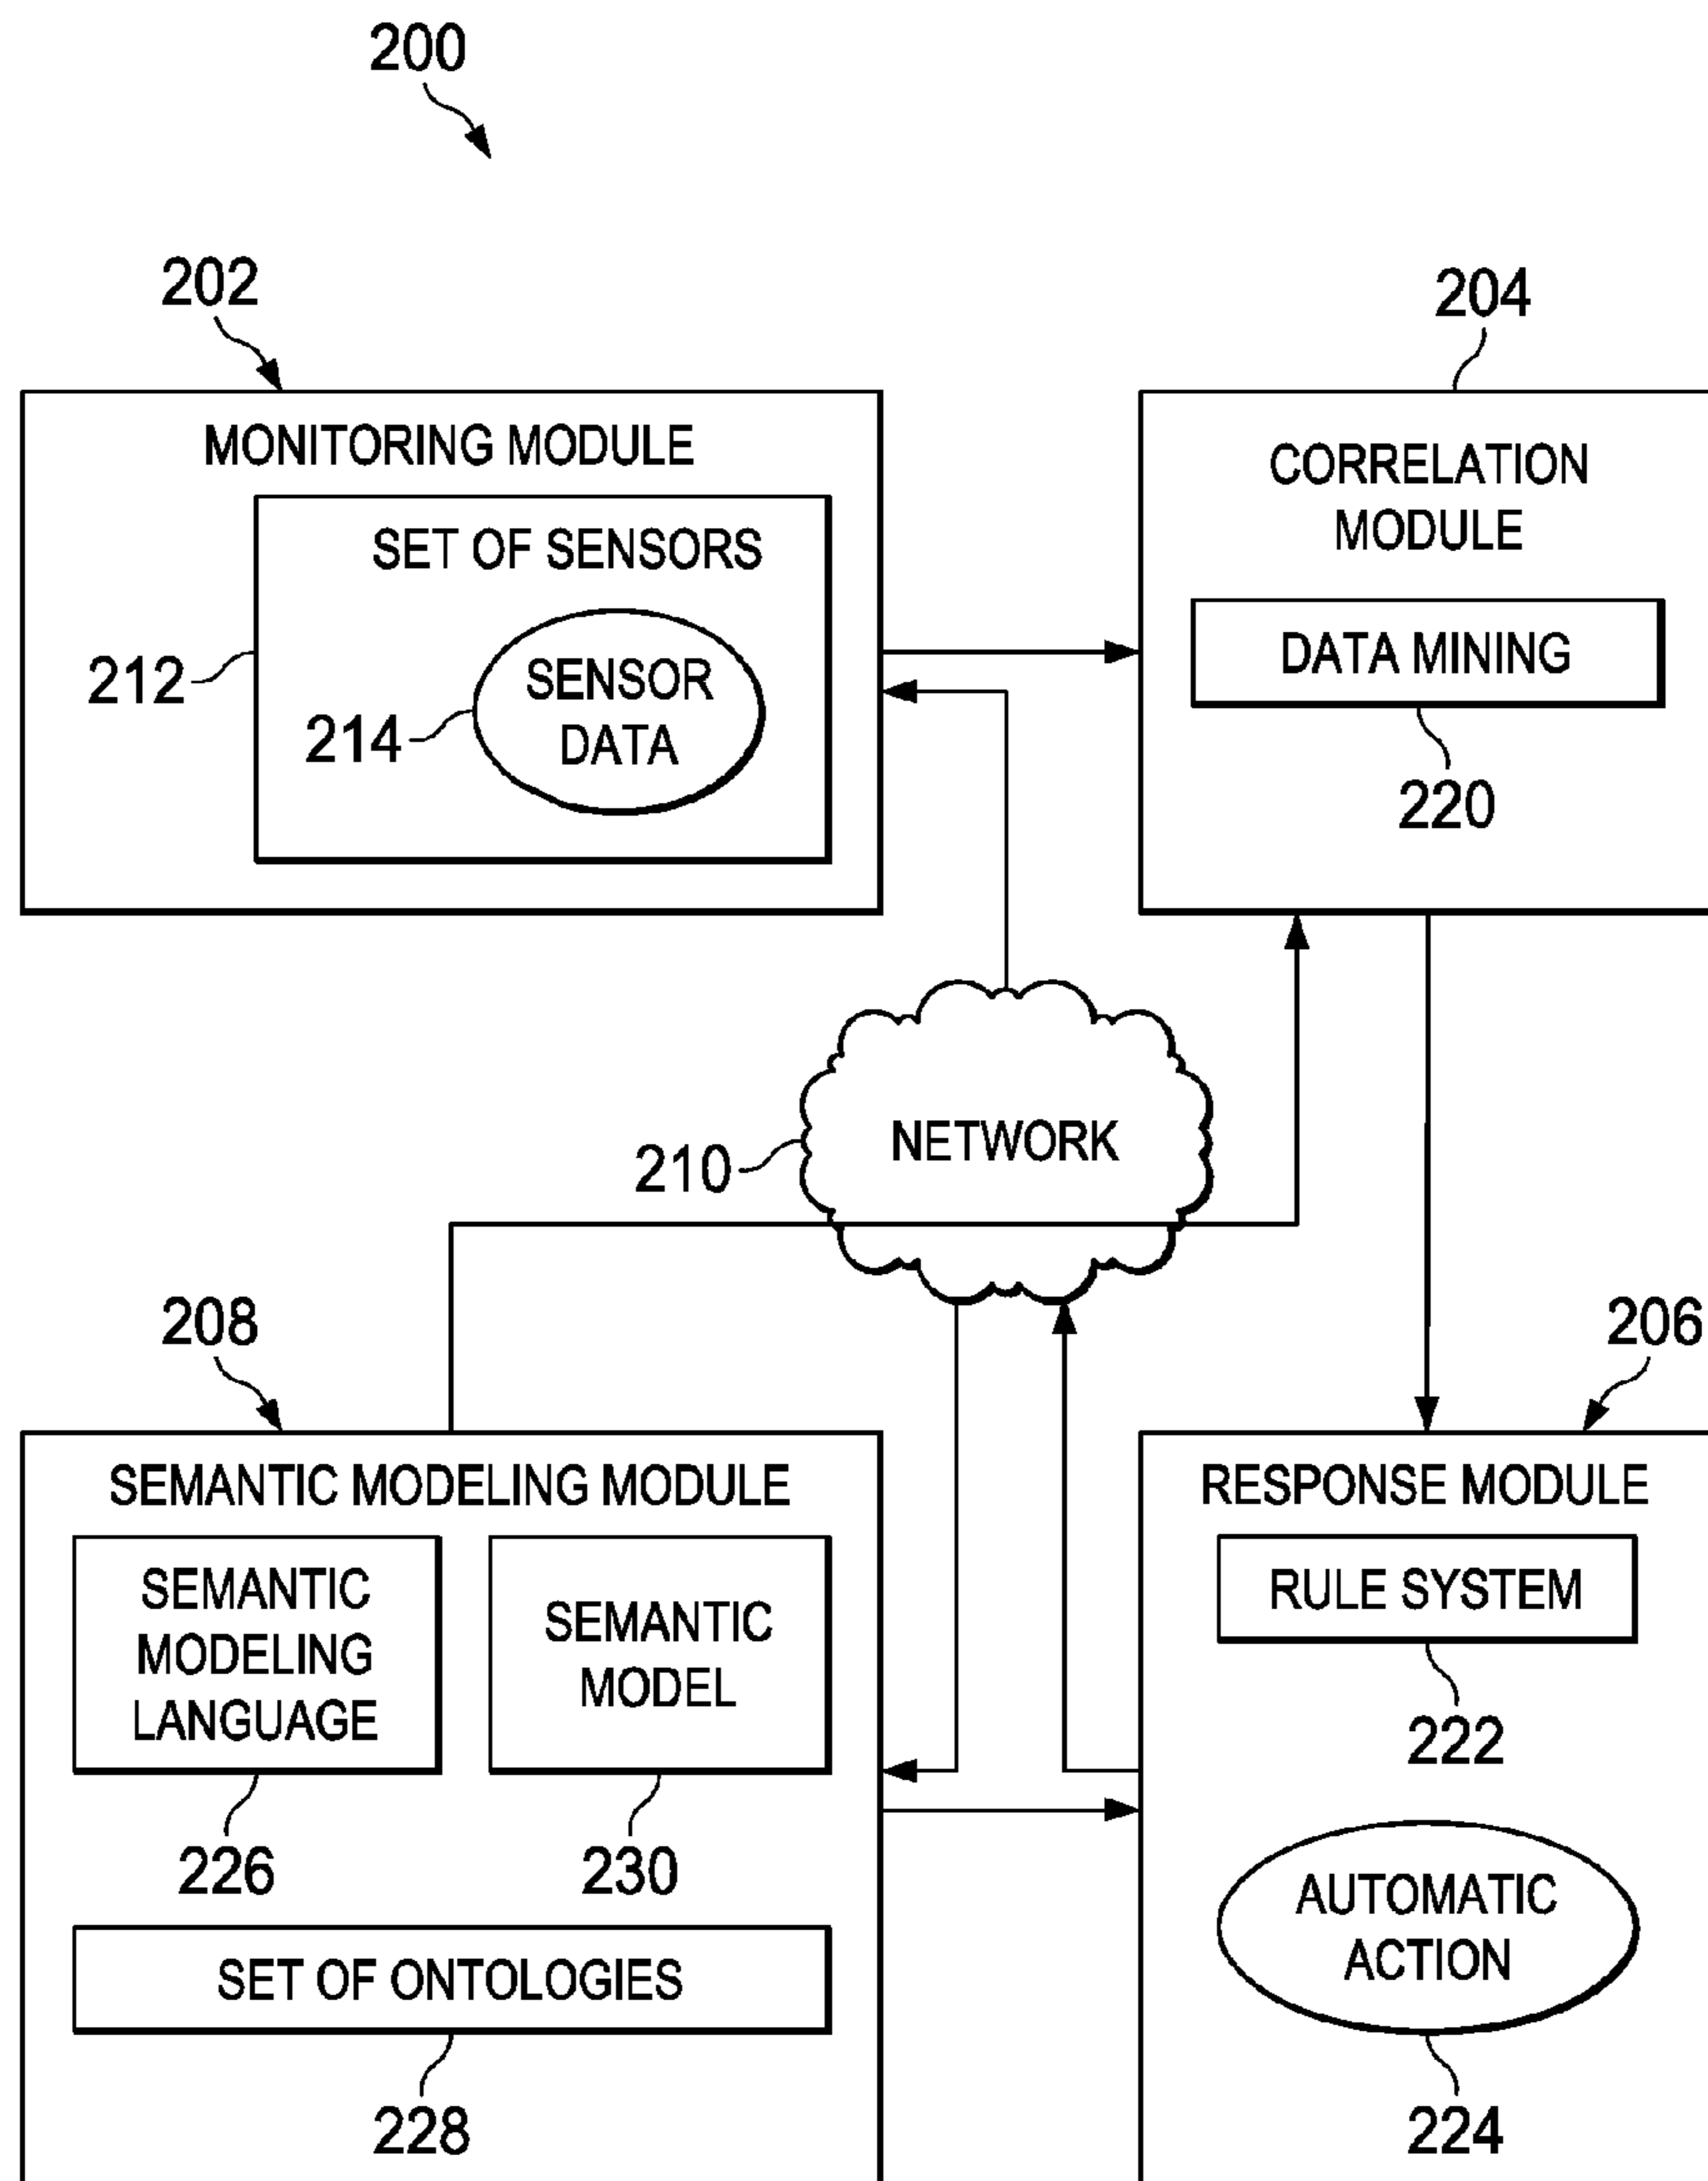 200
202
204
MONITORING MODULE
SET OF SENSORS
212
214
SENSOR
DATA
CORRELATION
MODULE
DATA MINING
220
210
NETWORK
208
206
SEMANTIC MODELING MODULE
SEMANTIC
MODELING
LANGUAGE
226
SEMANTIC
MODEL
230
SET OF ONTOLOGIES
228
RESPONSE MODULE
RULE SYSTEM
222
AUTOMATIC
ACTION
224